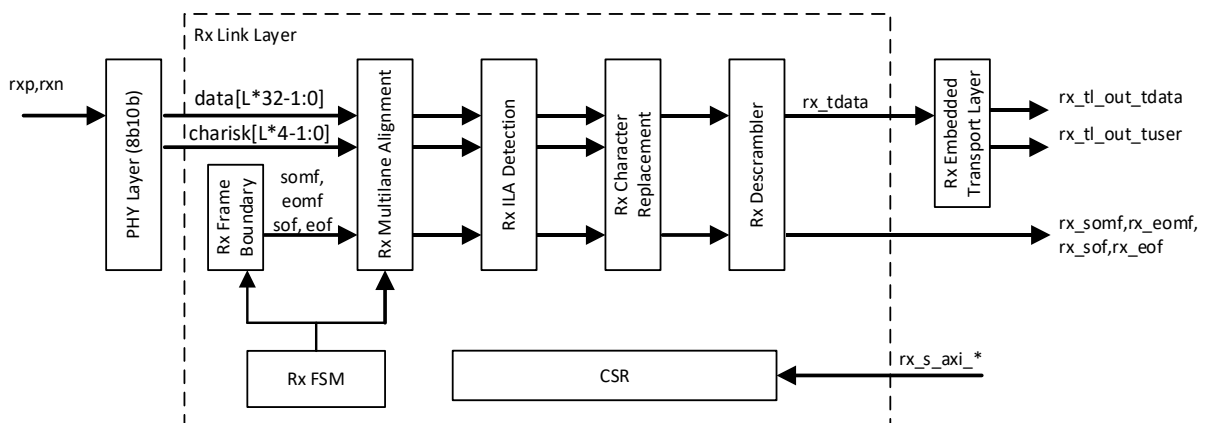 Rx Link Layer
rxp,rxn
PHY Layer (8b10b)
data[L*32-1:0]
charisk[L*4-1:0]
Rx Frame
Boundary
somf,
eomf
sof, eof
Rx Multilane Alignment
Rx ILA Detection
Rx Character
Replacement
Rx Descrambler
rx_tdata
Rx Embedded
Transport Layer
rx_tl_out_tdata
rx_tl_out_tuser
rx_somf,rx_eomf,
rx_sof,rx_eof
Rx FSM
CSR
rx_s_axi_*